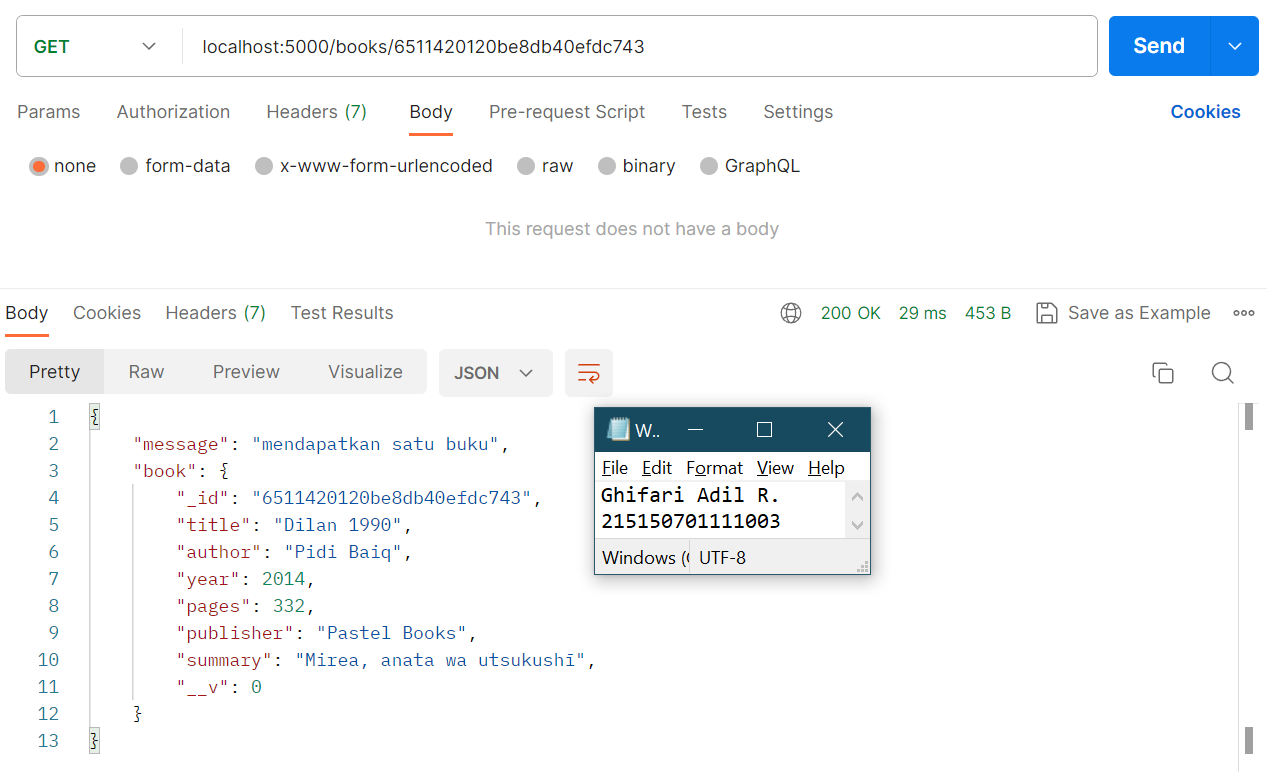 GET localhost:5000/books/6511420120be8db40efdc743 Send
Params Authorization Headers (7) Body Pre-request Script Tests Settings Cookies
none form-data x-www-form-urlencoded raw binary GraphQL
This request does not have a body
Body Cookies Headers (7) Test Results 200 OK 29 ms 453 B Save as Example
Pretty Raw Preview Visualize JSON
1 {
2 "message": "mendapatkan satu buku",
3 "book": {
4 "_id": "6511420120be8db40efdc743",
5 "title": "Dilan 1990",
6 "author": "Pidi Baiq",
7 "year": 2014,
8 "pages": 332,
9 "publisher": "Pastel Books",
10 "summary": "Mirea, anata wa utsukushī",
11 "__v": 0
12 }
13 }
W..
File Edit Format View Help
Ghifari Adil R.
215150701111003
Windows (C UTF-8